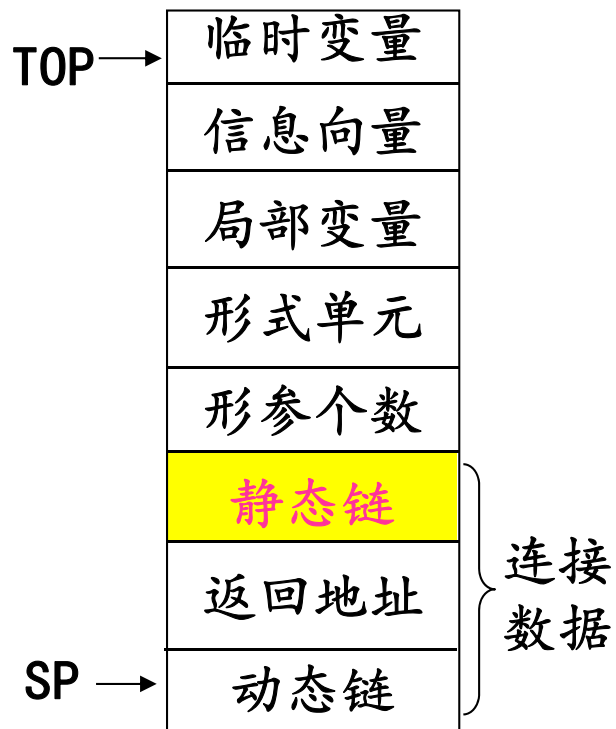 临时变量
TOP
信息向量
局部变量
形式单元
形参个数
静态链
连接
返回地址
数据
SP
动态链